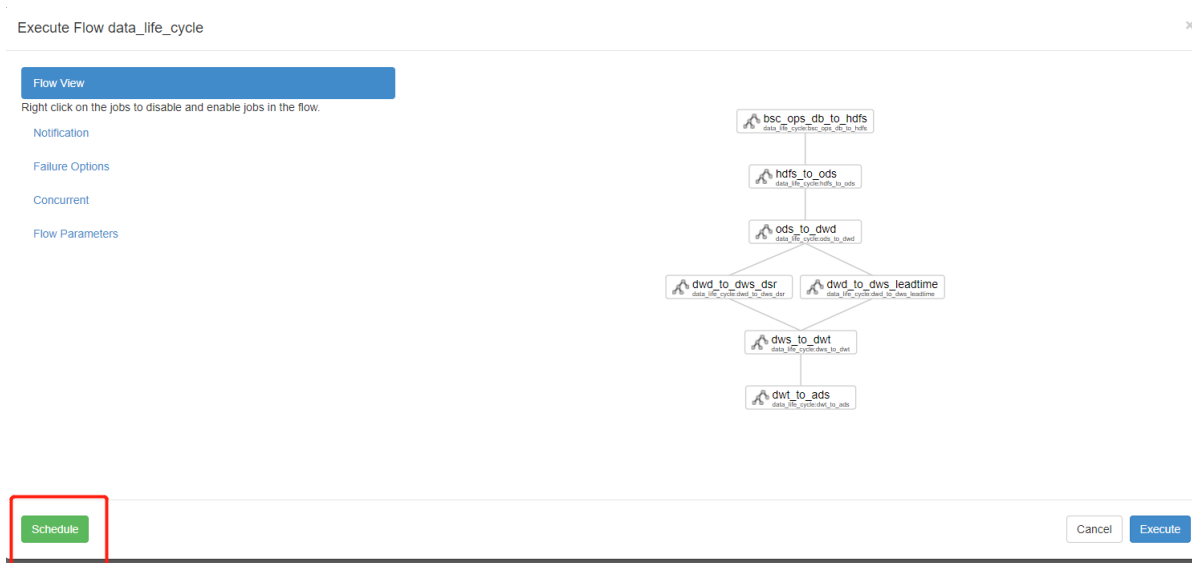 Execute Flow data_life_cycle
×
Flow View
Right click on the jobs to disable and enable jobs in the flow.
Notification
Failure Options
Concurrent
Flow Parameters
bsc_ops_db_to_hdfs
data_life_cycle:bsc_ops_db_to_hdfs
hdfs_to_ods
data_life_cycle:hdfs_to_ods
ods_to_dwd
data_life_cycle:ods_to_dwd
dwd_to_dws_dsr
data_life_cycle:dwd_to_dws_dsr
dwd_to_dws_leadtime
data_life_cycle:dwd_to_dws_leadtime
dws_to_dwt
data_life_cycle:dws_to_dwt
dwt_to_ads
data_life_cycle:dwt_to_ads
Schedule
Cancel
Execute